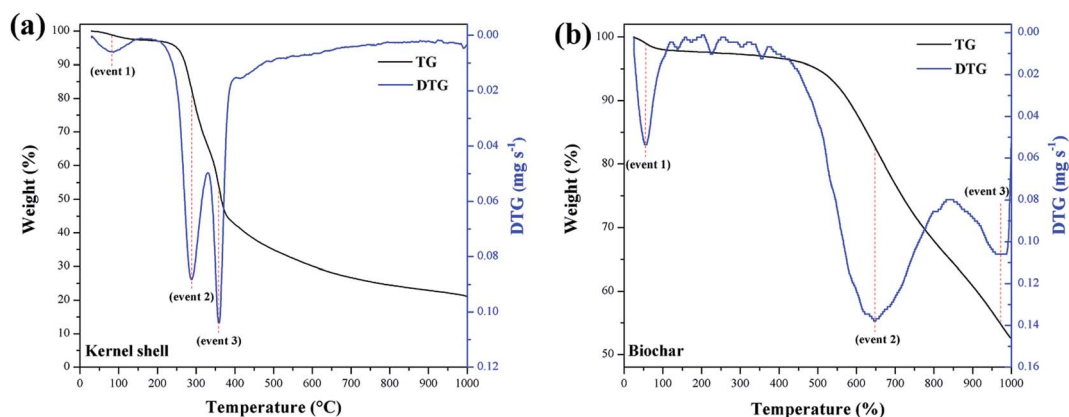 (a)
100
90
80
70
60
50
40
30
20
10
0
Weight (%)
0 100 200 300 400 500 600 700 800 900 1000
Temperature (°C)
0.00
0.02
0.04
0.06
0.08
0.10
0.12
DTG (mg s⁻¹)
TG
DTG
(event 1)
(event 2)
(event 3)
Kernel shell
(b)
100
90
80
70
60
50
Weight (%)
0 100 200 300 400 500 600 700 800 900 1000
Temperature (%)
0.00
0.01
0.05
0.06
0.08
0.10
0.12
0.14
0.16
DTG (mg s⁻¹)
TG
DTG
(event 1)
(event 3)
(event 2)
Biochar